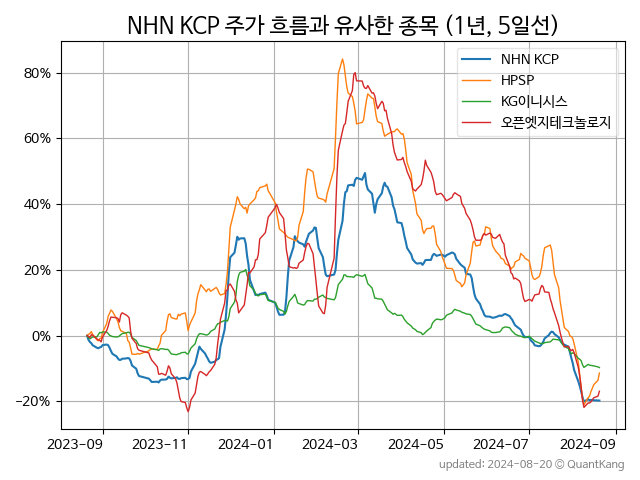 NHN KCP 주가 흐름과 유사한 종목 (1년, 5일선)
NHN KCP
HPSP
KG이니시스
오픈엣지테크놀로지
80%
60%
40%
20%
0%
−20%
2023-09 2023-11 2024-01 2024-03 2024-05 2024-07 2024-09
updated: 2024-08-20 © QuantKang